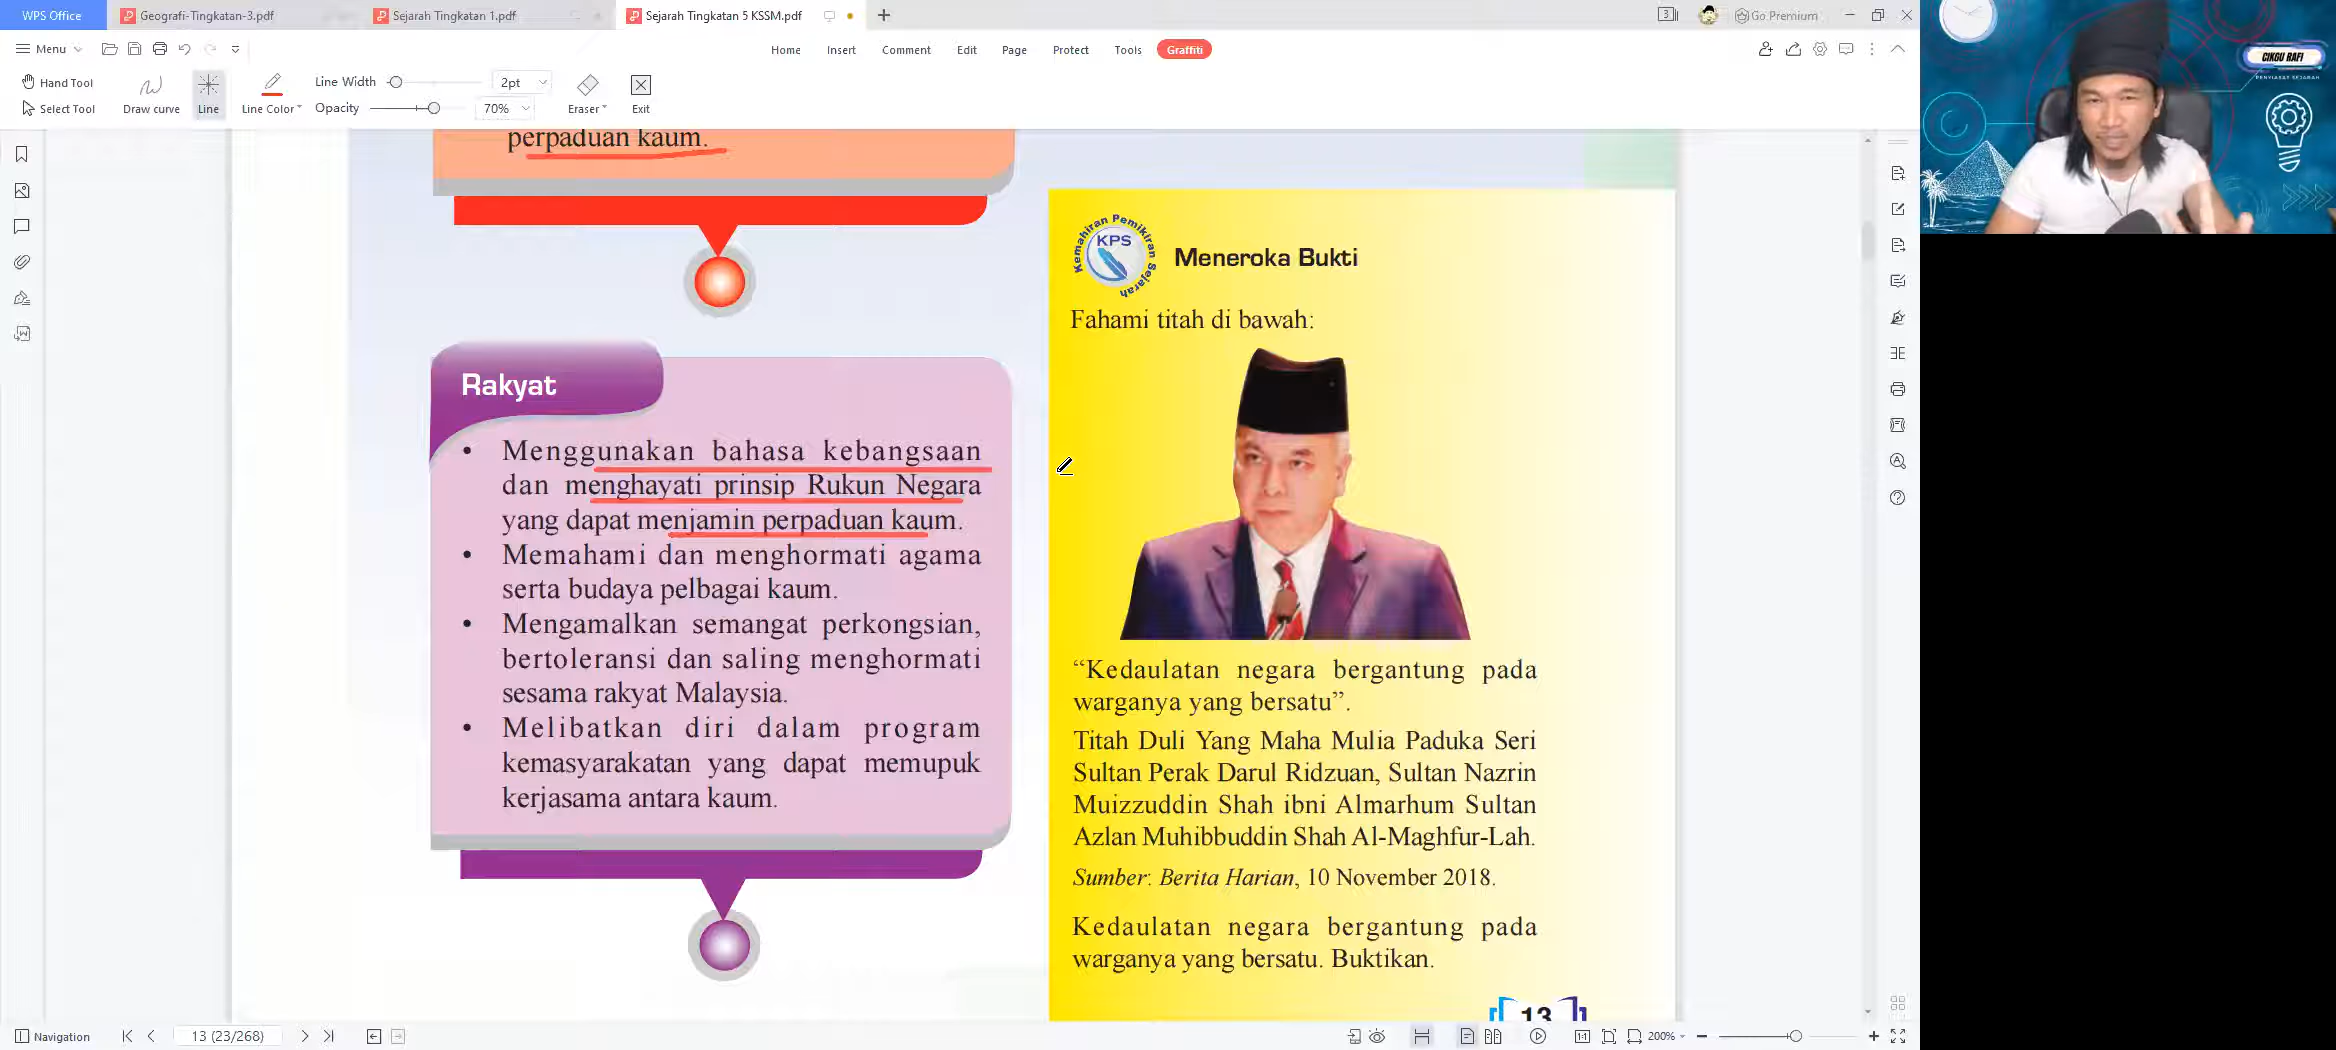 WPS Office
Geografi-Tingkatan-3.pdf
Sejarah Tingkatan 1.pdf
Sejarah Tingkatan 5 KSSM.pdf
Go Premium
Menu
Home Insert Comment Edit Page Protect Tools Graffiti
Hand Tool
Select Tool
Draw curve
Line
Line Color
Line Width
2pt
Opacity
70%
Eraser
Exit
CIKGU RAFI
PENYIASAT SEJARAH
perpaduan kaum.
Rakyat
• Menggunakan bahasa kebangsaan
dan menghayati prinsip Rukun Negara
yang dapat menjamin perpaduan kaum.
• Memahami dan menghormati agama
serta budaya pelbagai kaum.
• Mengamalkan semangat perkongsian,
bertoleransi dan saling menghormati
sesama rakyat Malaysia.
• Melibatkan diri dalam program
kemasyarakatan yang dapat memupuk
kerjasama antara kaum.
Kemahiran Pemikiran Sejarah
KPS
Meneroka Bukti
Fahami titah di bawah:
“Kedaulatan negara bergantung pada
warganya yang bersatu”.
Titah Duli Yang Maha Mulia Paduka Seri
Sultan Perak Darul Ridzuan, Sultan Nazrin
Muizzuddin Shah ibni Almarhum Sultan
Azlan Muhibbuddin Shah Al-Maghfur-Lah.
Sumber: Berita Harian, 10 November 2018.
Kedaulatan negara bergantung pada
warganya yang bersatu. Buktikan.
13
Navigation
13 (23/268)
200%